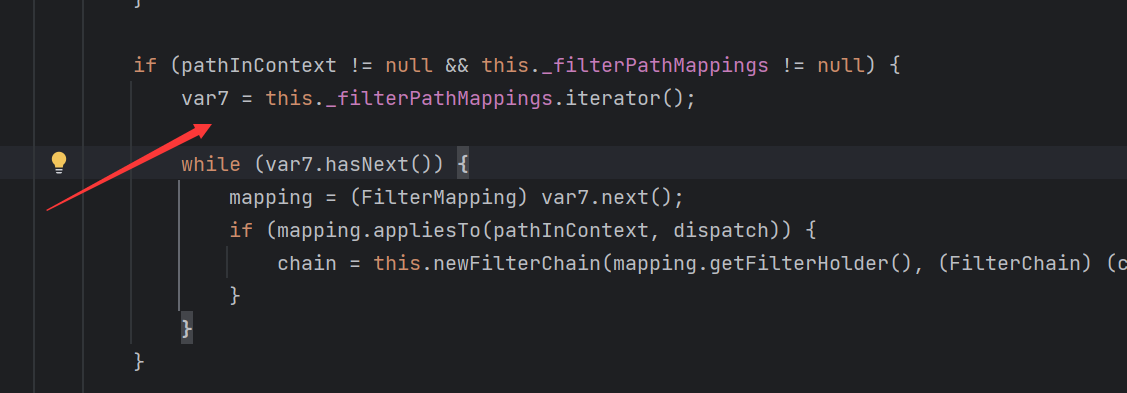 }
if (pathInContext != null && this._filterPathMappings != null) {
var7 = this._filterPathMappings.iterator();
while (var7.hasNext()) {
mapping = (FilterMapping) var7.next();
if (mapping.appliesTo(pathInContext, dispatch)) {
chain = this.newFilterChain(mapping.getFilterHolder(), (FilterChain) (c
}
}
}